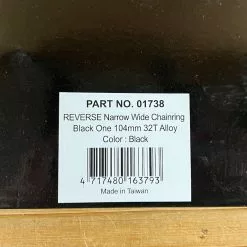 PART NO. 01738
REVERSE Narrow Wide Chainring
Black One 104mm 32T Alloy
Color : Black
4 717480 163793
Made in Taiwan